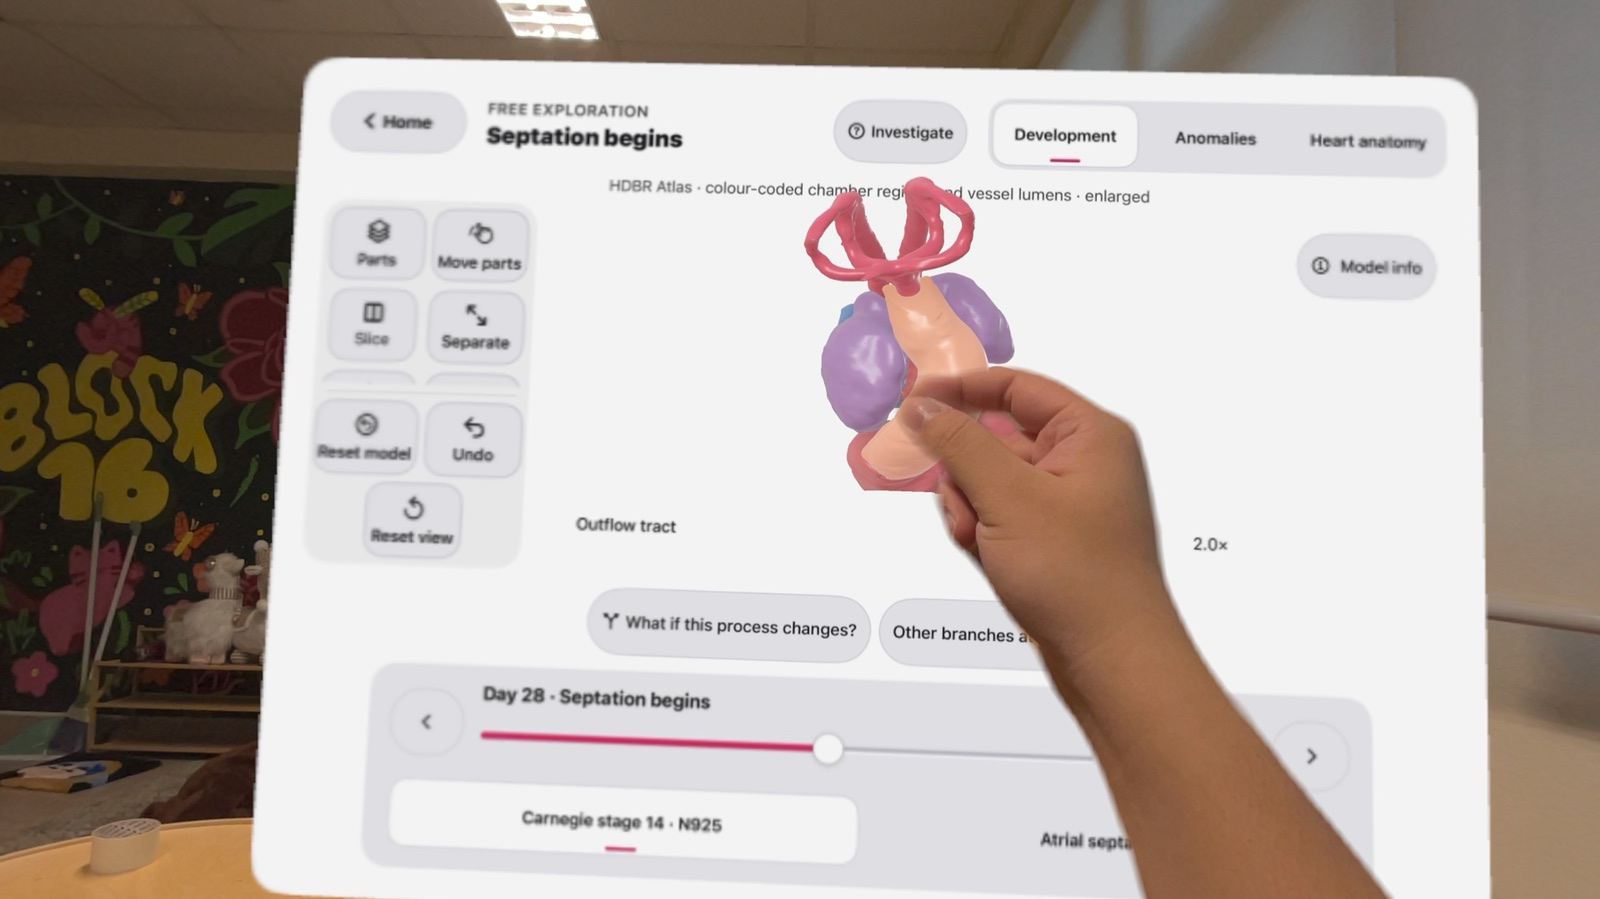 Home
FREE EXPLORATION
Septation begins
Investigate
Development
Anomalies
Heart anatomy
HDBR Atlas · colour-coded chamber vessel lumens · enlarged
Parts
Move parts
Model info
Slice
Separate
Reset model
Undo
Reset view
BLOCK
16
Outflow tract
2.0×
What if this process changes?
Other branches
Day 28 · Septation begins
Carnegie stage 14 · N925
Atrial